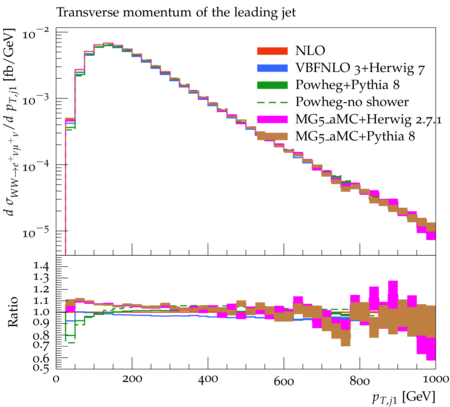 Transverse momentum of the leading jet
d σ_{WW→e⁺νμ⁺ν}/d p_{T,j1} [fb/GeV]
10⁻²
10⁻³
10⁻⁴
10⁻⁵
NLO
VBFNLO 3+Herwig 7
Powheg+Pythia 8
Powheg-no shower
MG5_aMC+Herwig 2.7.1
MG5_aMC+Pythia 8
Ratio
1.4
1.3
1.2
1.1
1.0
0.9
0.8
0.7
0.6
0.5
0 200 400 600 800 1000
p_{T,j1} [GeV]